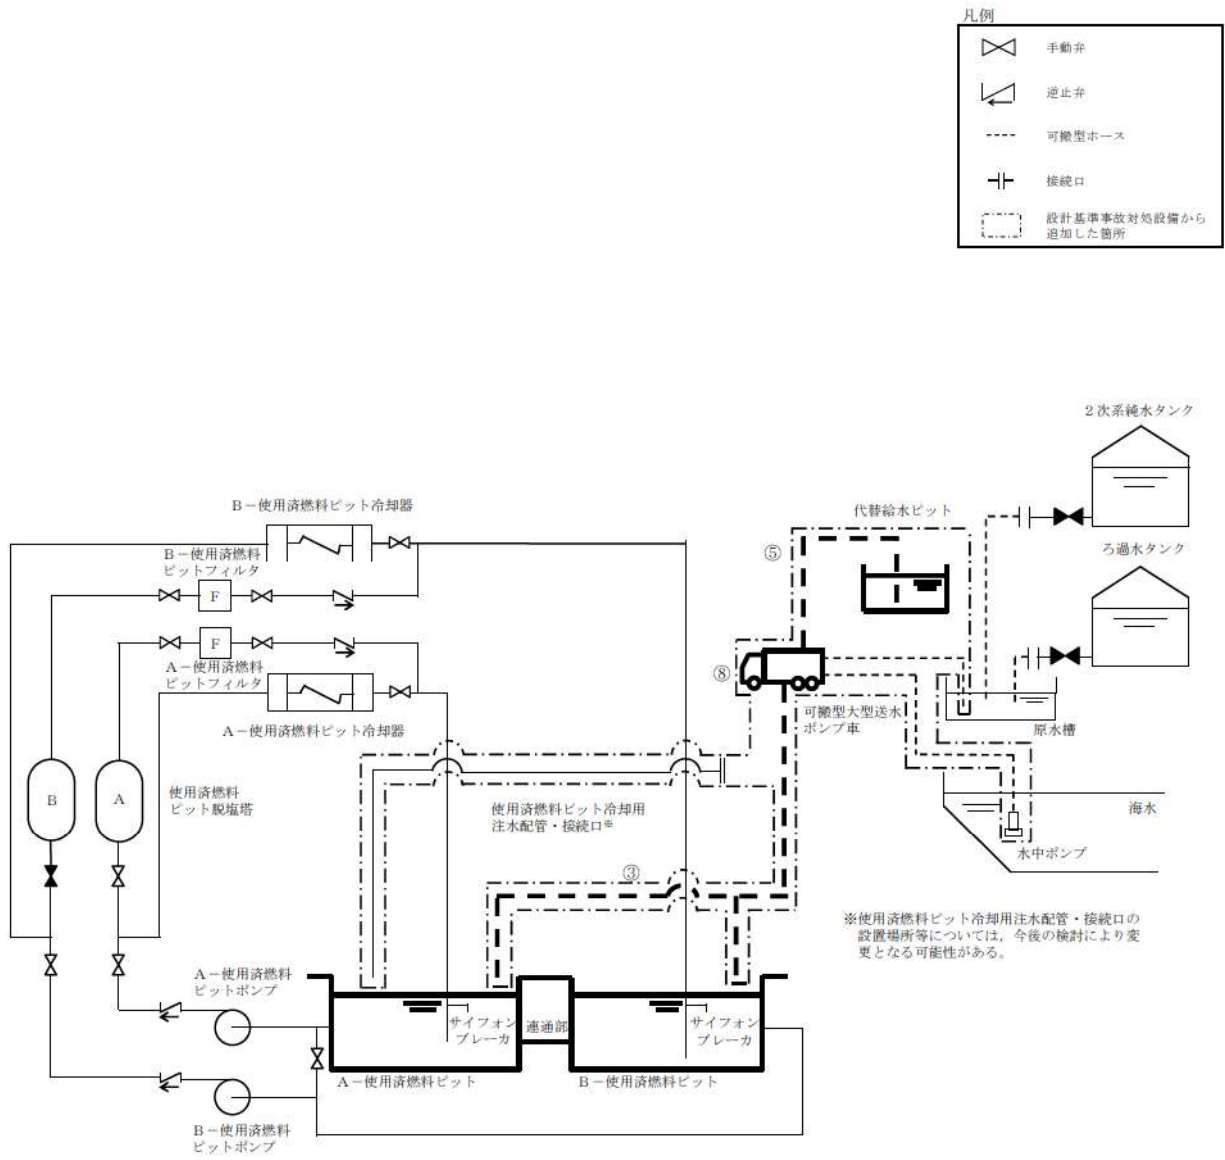 凡例
手動弁
逆止弁
可搬型ホース
接続口
設計基準事故対処設備から
追加した箇所
2次系純水タンク
B-使用済燃料ピット冷却器
代替給水ピット
⑤
ろ過水タンク
B-使用済燃料
ピットフィルタ
F
F
A-使用済燃料
ピットフィルタ
⑧
A-使用済燃料ピット冷却器
可搬型大型送水
ポンプ車
原水槽
B
A
使用済燃料
ピット脱塩塔
使用済燃料ピット冷却用
注水配管・接続口※
海水
水中ポンプ
③
※使用済燃料ピット冷却用注水配管・接続口の
設置場所等については，今後の検討により変
更となる可能性がある。
A-使用済燃料
ピットポンプ
サイフォン
ブレーカ
連通部
サイフォン
ブレーカ
A-使用済燃料ピット
B-使用済燃料ピット
B-使用済燃料
ピットポンプ